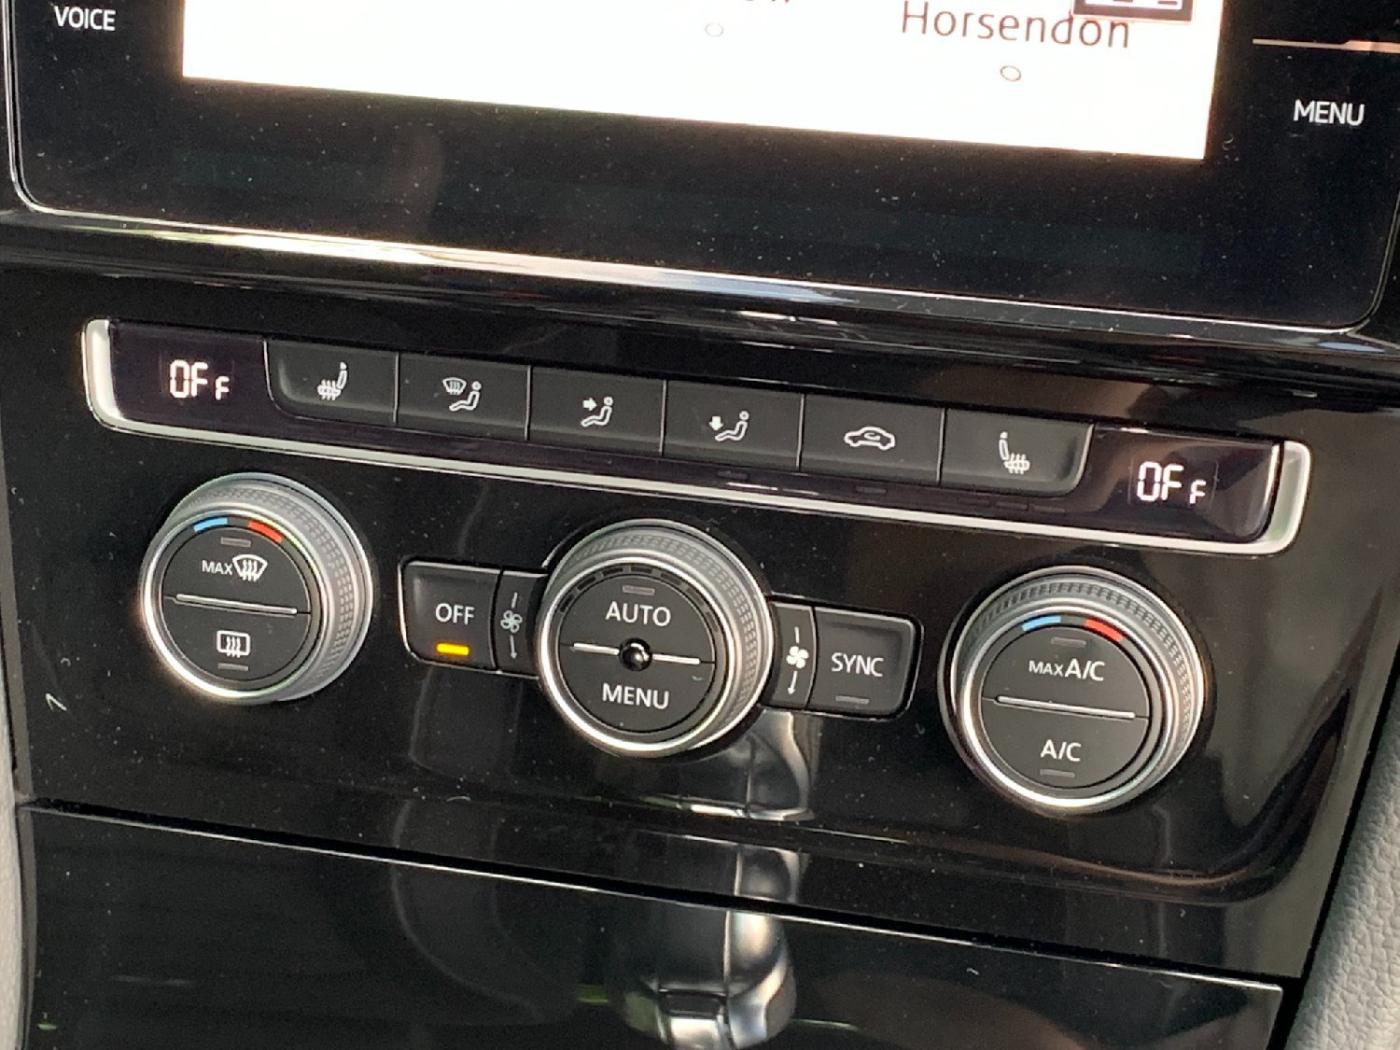 VOICE
Horsendon
MENU
OFF
OFF
MAX
OFF
AUTO
MENU
SYNC
MAX A/C
A/C